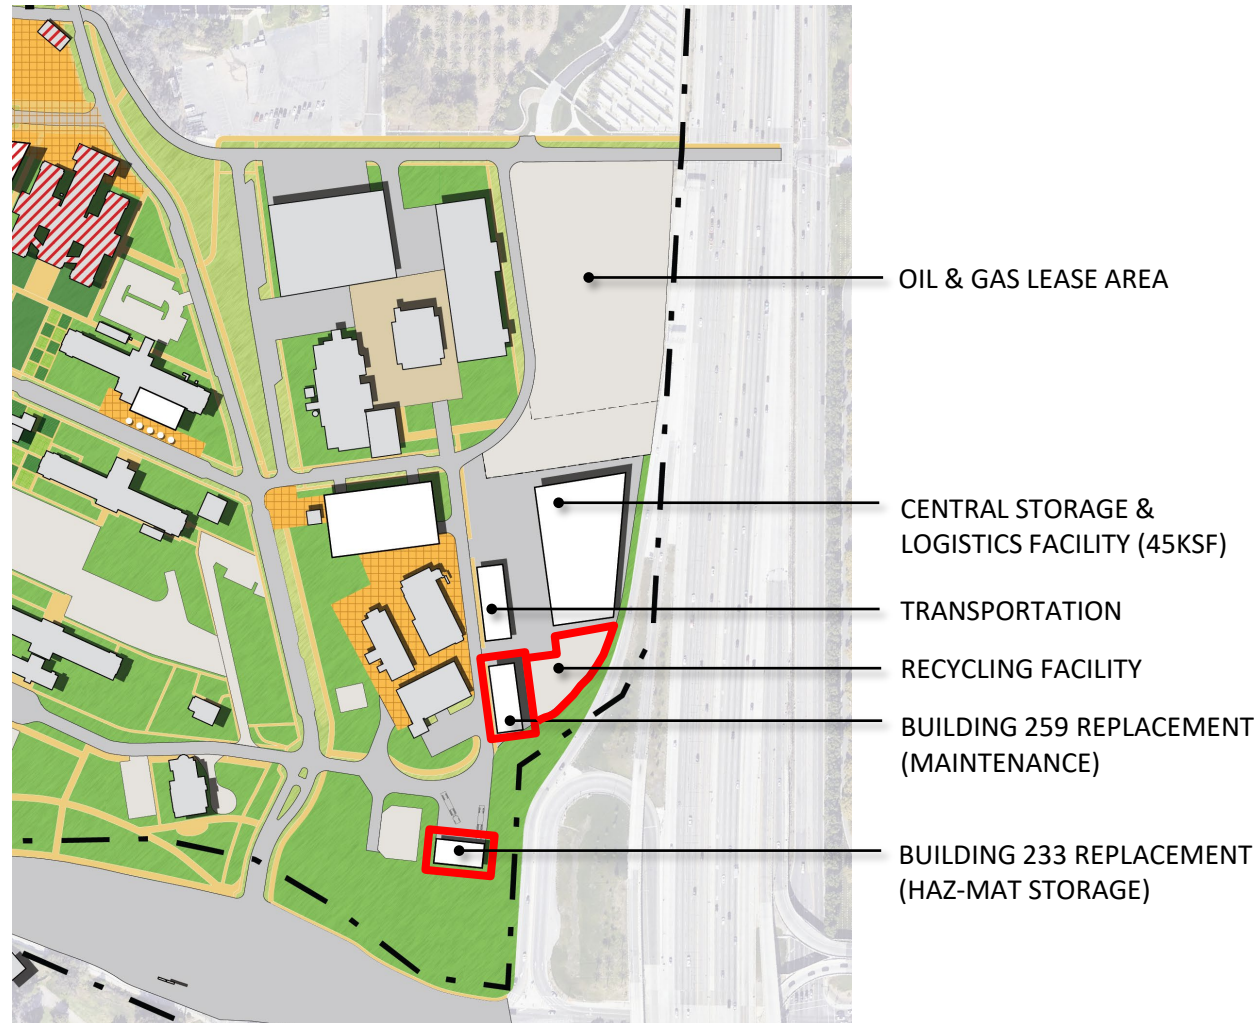 OIL & GAS LEASE AREA
CENTRAL STORAGE &
LOGISTICS FACILITY (45KSF)
TRANSPORTATION
RECYCLING FACILITY
BUILDING 259 REPLACEMENT
(MAINTENANCE)
BUILDING 233 REPLACEMENT
(HAZ-MAT STORAGE)